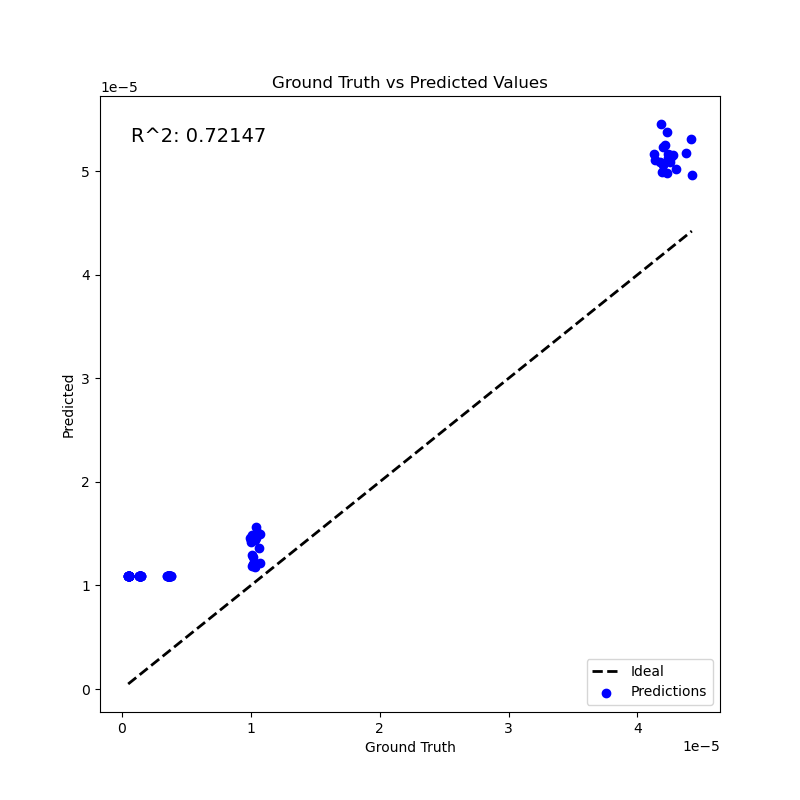 Ground Truth vs Predicted Values
1e−5
R^2: 0.72147
5
4
3
2
1
0
Predicted
Ideal
Predictions
0 1 2 3 4
Ground Truth
1e−5